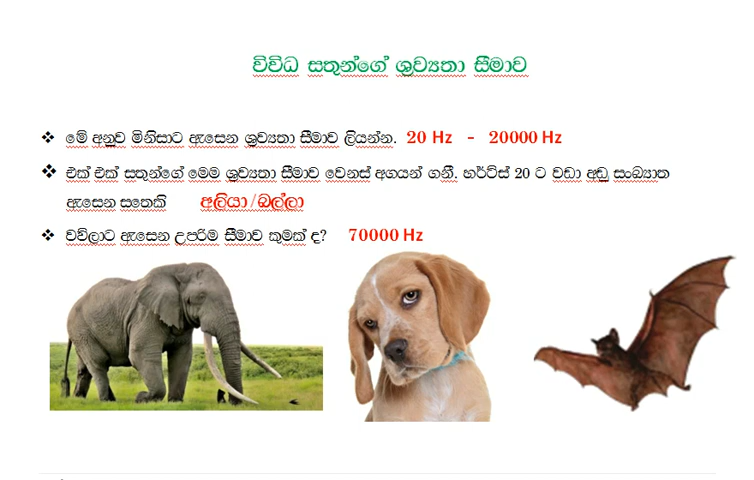 විවිධ සතුන්ගේ ශ්‍රව්‍යතා සීමාව
❖ මේ අනුව මිනිසාට ඇසෙන ශ්‍රව්‍යතා සීමාව ලියන්න. 20 Hz - 20000 Hz
❖ එක් එක් සතුන්ගේ මෙම ශ්‍රව්‍යතා සීමාව වෙනස් අගයන් ගනී. හර්ට්ස් 20 ට වඩා අඩු සංඛ්‍යාත
ඇසෙන සතෙකි අලියා / බල්ලා
❖ වව්ලාට ඇසෙන උපරිම සීමාව කුමක් ද? 70000 Hz